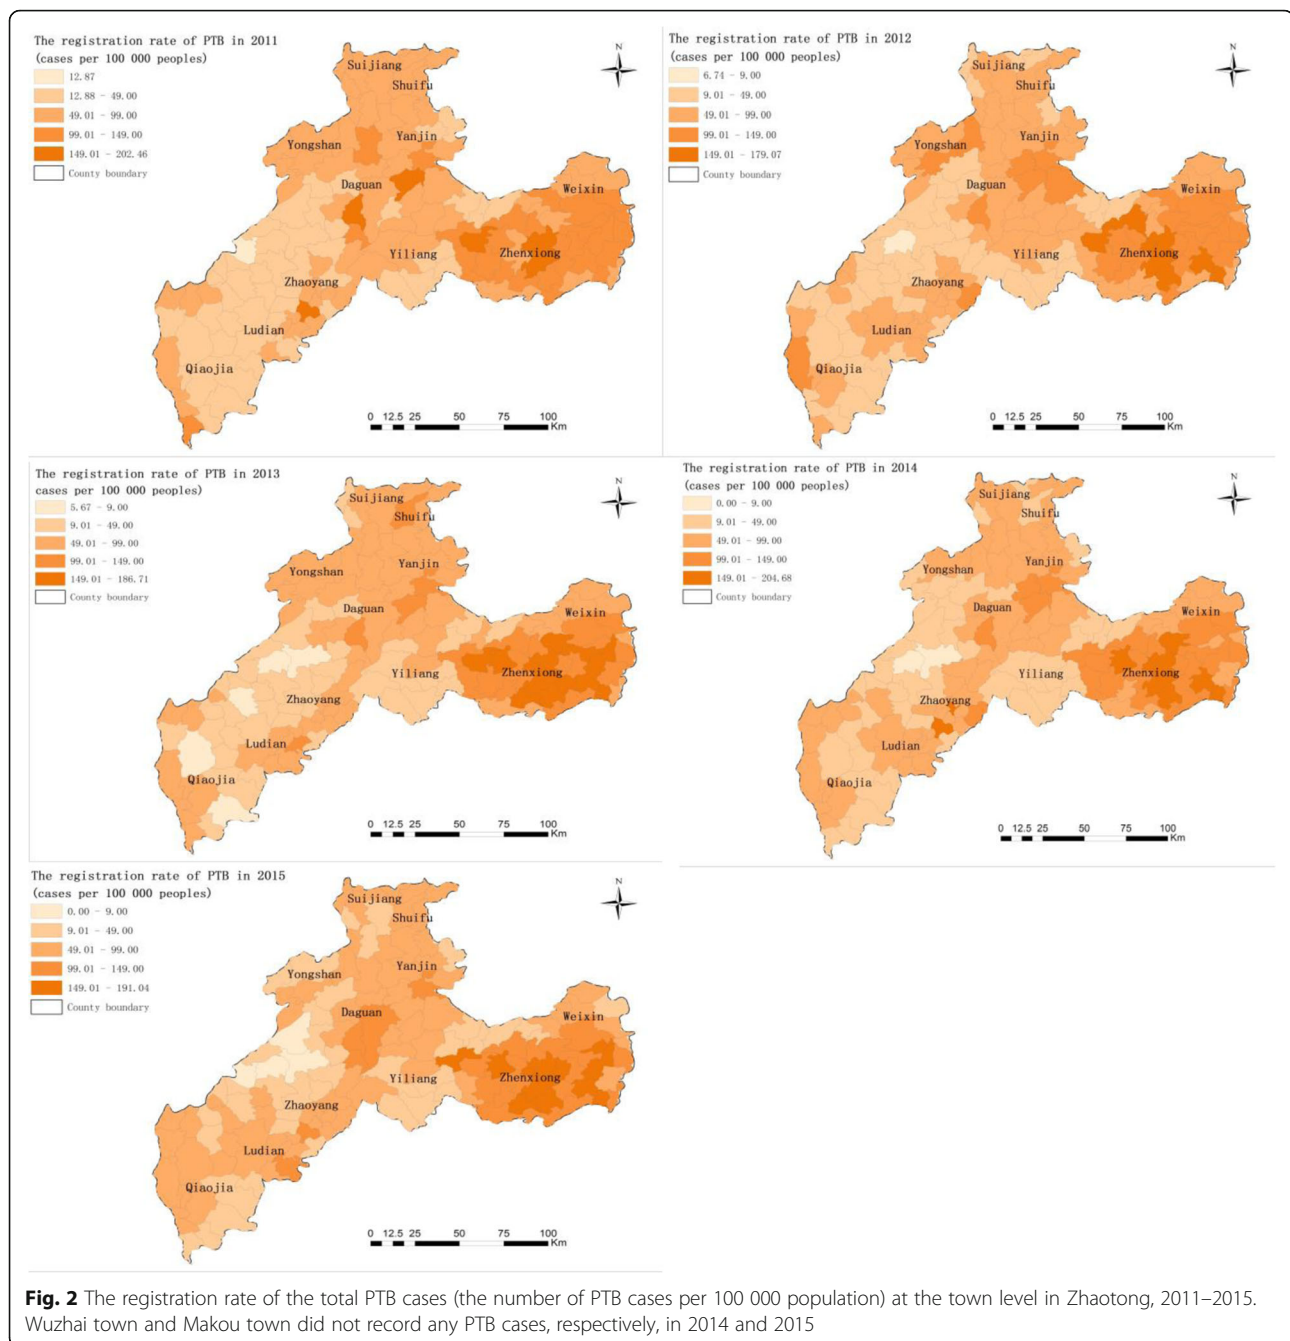 The registration rate of PTB in 2011
(cases per 100 000 peoples)
12.87
12.88 - 49.00
49.01 - 99.00
99.01 - 149.00
149.01 - 202.46
County boundary
N
Suijiang
Shuifu
Yanjin
Yongshan
Daguan
Weixin
Yiliang
Zhenxiong
Zhaoyang
Ludian
Qiaojia
0 12.5 25 50 75 100
Km
The registration rate of PTB in 2012
(cases per 100 000 peoples)
6.74 - 9.00
9.01 - 49.00
49.01 - 99.00
99.01 - 149.00
149.01 - 179.07
County boundary
N
Suijiang
Shuifu
Yanjin
Yongshan
Daguan
Weixin
Yiliang
Zhenxiong
Zhaoyang
Ludian
Qiaojia
0 12.5 25 50 75 100
Km
The registration rate of PTB in 2013
cases per 100 000 peoples)
5.67 - 9.00
9.01 - 49.00
49.01 - 99.00
99.01 - 149.00
149.01 - 186.71
County boundary
N
Suijiang
Shuifu
Yanjin
Yongshan
Daguan
Weixin
Yiliang
Zhenxiong
Zhaoyang
Ludian
Qiaojia
0 12.5 25 50 75 100
Km
The registration rate of PTB in 2014
(cases per 100 000 peoples)
0.00 - 9.00
9.01 - 49.00
49.01 - 99.00
99.01 - 149.00
149.01 - 204.68
County boundary
N
Suijiang
Shuifu
Yanjin
Yongshan
Daguan
Weixin
Yiliang
Zhenxiong
Zhaoyang
Ludian
Qiaojia
0 12.5 25 50 75 100
Km
The registration rate of PTB in 2015
(cases per 100 000 peoples)
0.00 - 9.00
9.01 - 49.00
49.01 - 99.00
99.01 - 149.00
149.01 - 191.04
County boundary
N
Suijiang
Shuifu
Yanjin
Yongshan
Daguan
Weixin
Yiliang
Zhenxiong
Zhaoyang
Ludian
Qiaojia
0 12.5 25 50 75 100
Km
Fig. 2 The registration rate of the total PTB cases (the number of PTB cases per 100 000 population) at the town level in Zhaotong, 2011–2015.
Wuzhai town and Makou town did not record any PTB cases, respectively, in 2014 and 2015